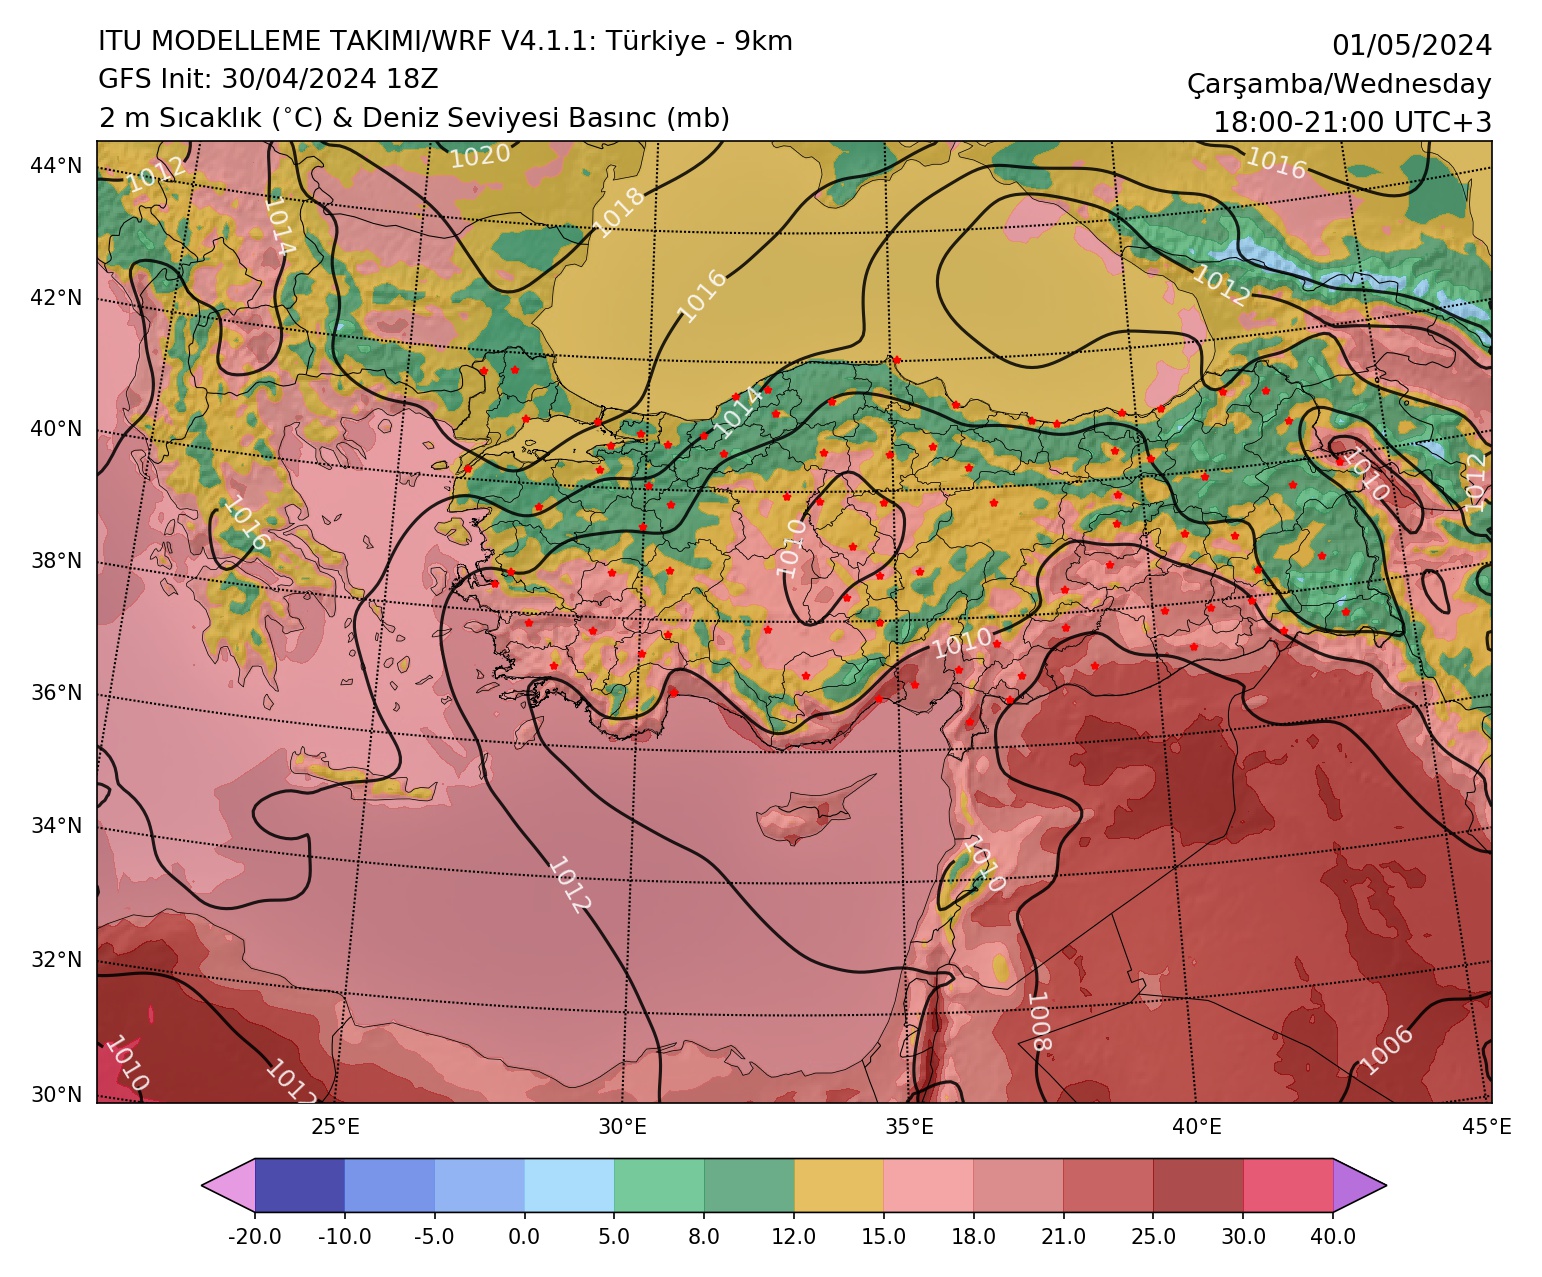 ITU MODELLEME TAKIMI/WRF V4.1.1: Türkiye - 9km
GFS Init: 30/04/2024 18Z
2 m Sıcaklık (°C) & Deniz Seviyesi Basınc (mb)
01/05/2024
Çarşamba/Wednesday
18:00-21:00 UTC+3
1012
1020
1016
1014
1018
1016
1012
1014
1010
1012
1016
1010
1010
1010
1012
1008
1006
1010
1012
44°N
42°N
40°N
38°N
36°N
34°N
32°N
30°N
25°E 30°E 35°E 40°E 45°E
-20.0 -10.0 -5.0 0.0 5.0 8.0 12.0 15.0 18.0 21.0 25.0 30.0 40.0